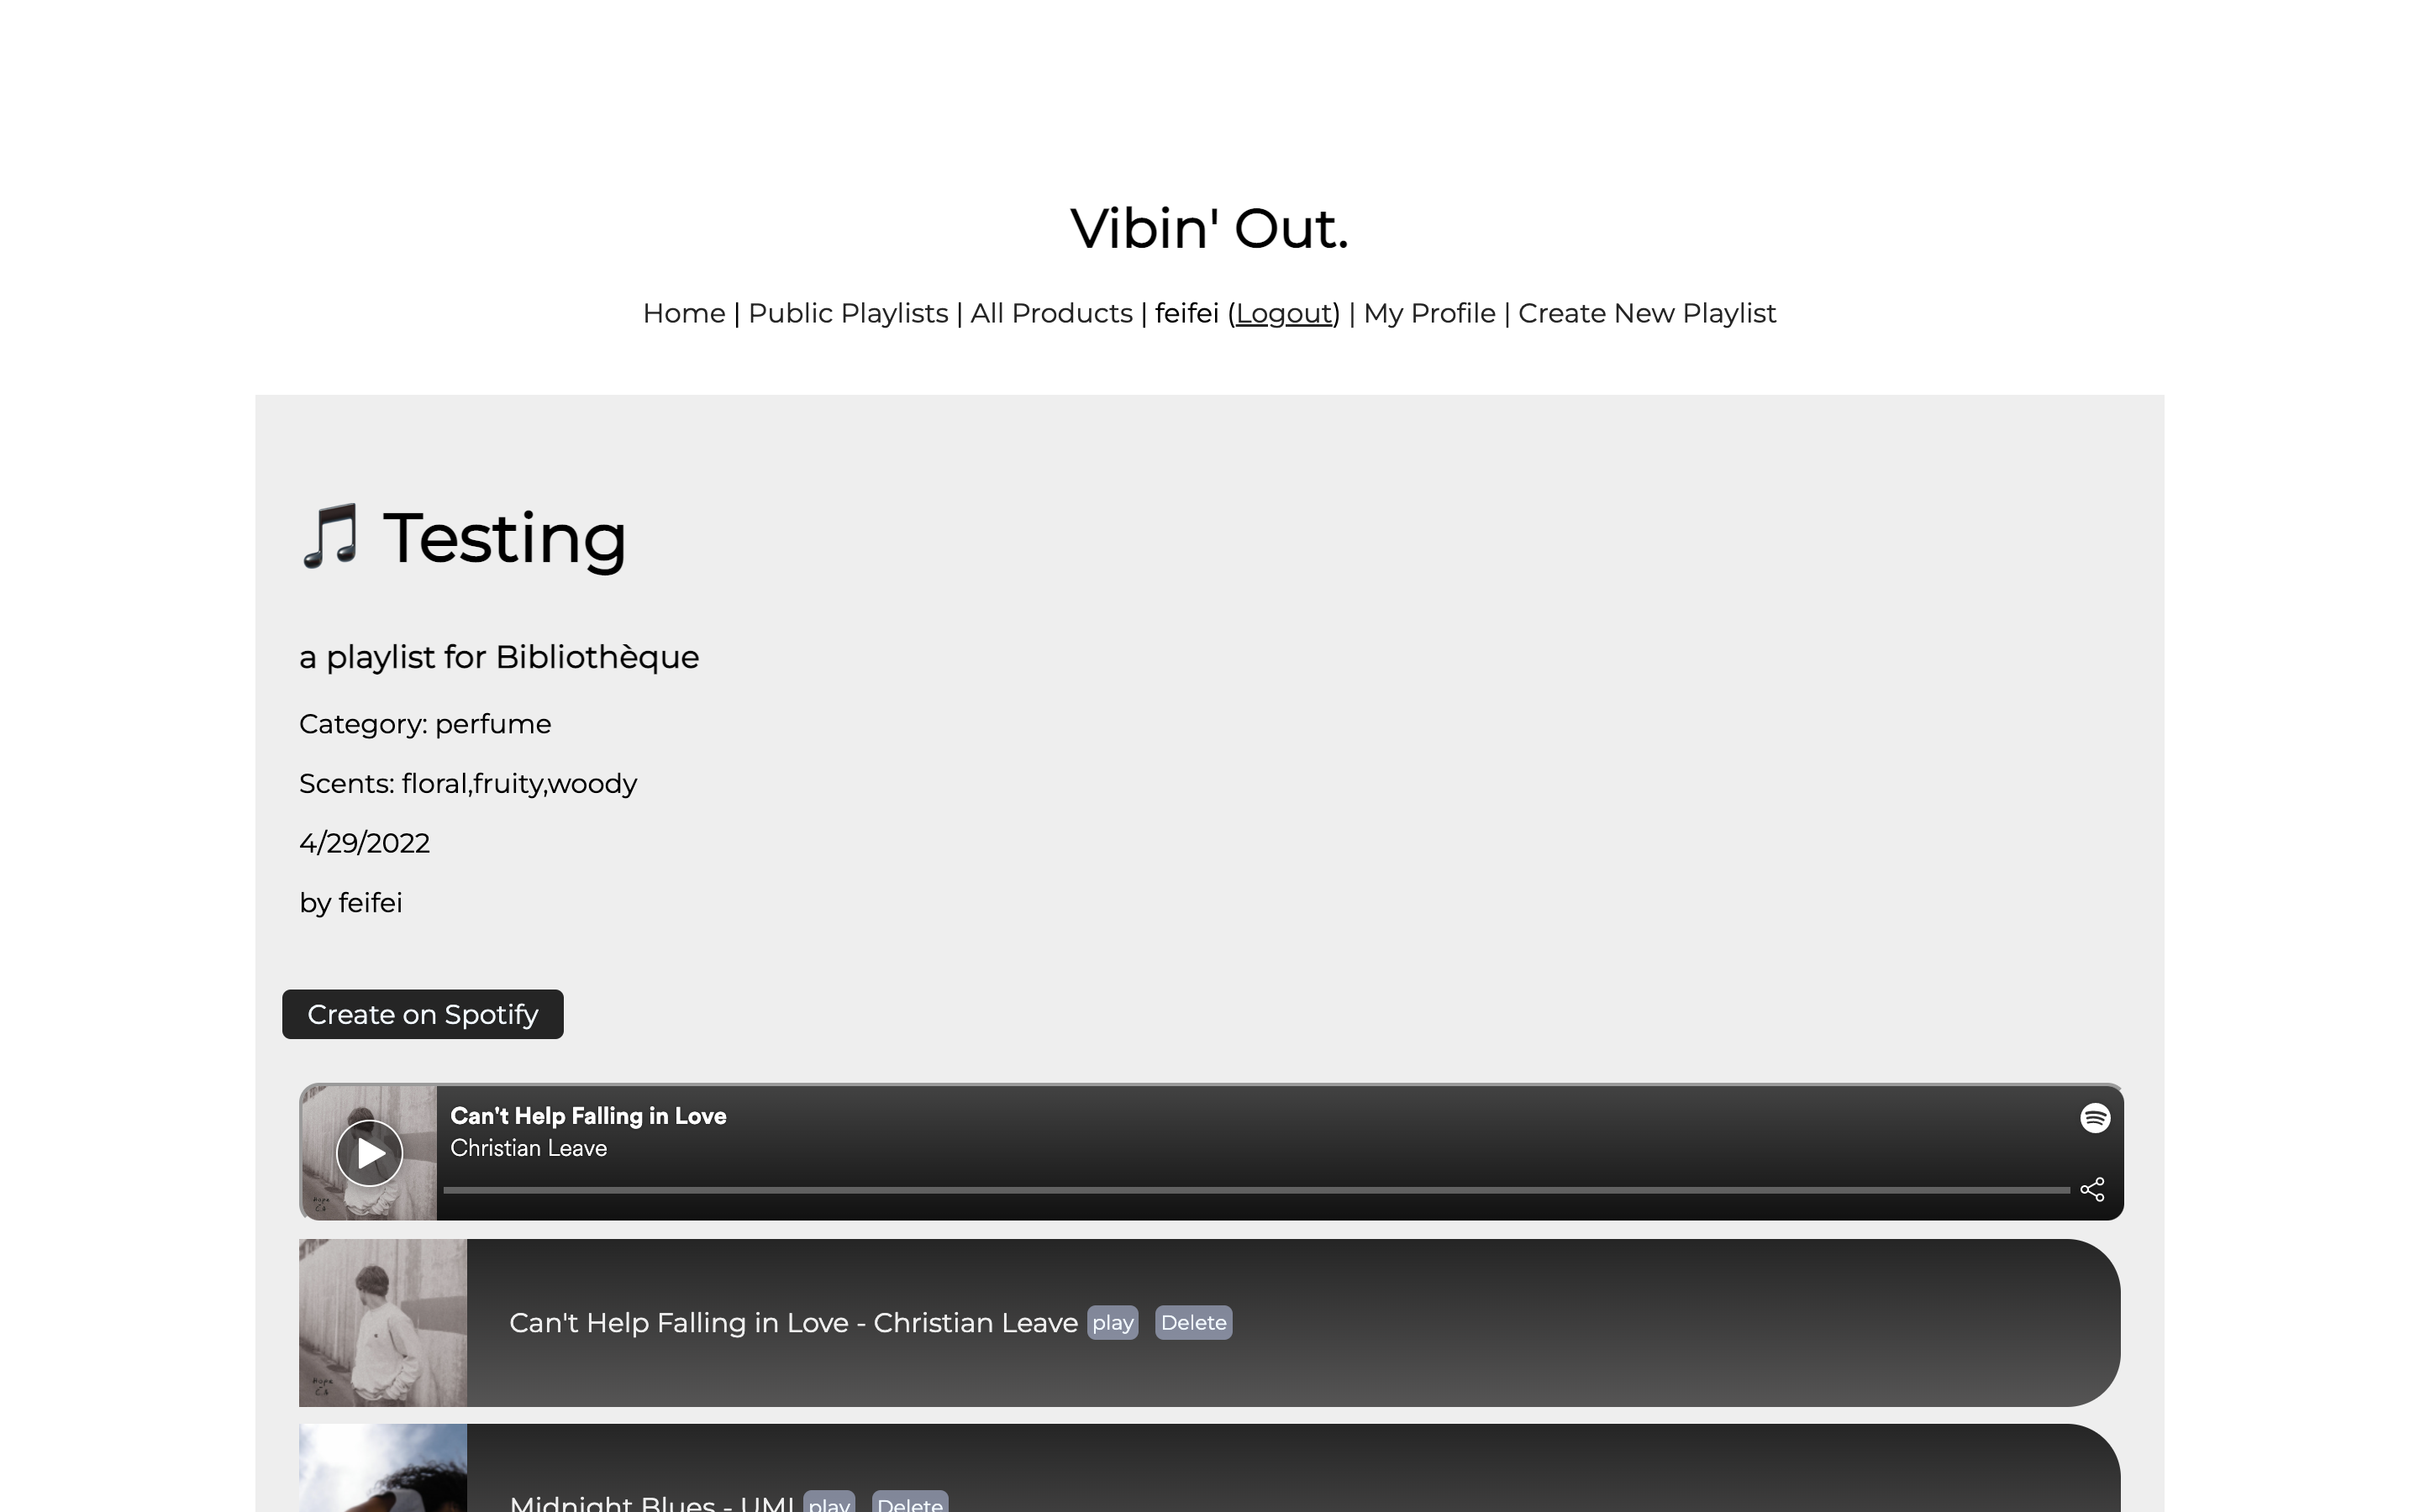 Vibin' Out.
Home | Public Playlists | All Products | feifei (Logout) | My Profile | Create New Playlist
🎵 Testing
a playlist for Bibliothèque
Category: perfume
Scents: floral,fruity,woody
4/29/2022
by feifei
Create on Spotify
Can't Help Falling in Love
Christian Leave
Hope
C.L
Can't Help Falling in Love - Christian Leave play Delete
Hope
C.L
Midnight Blues - UMI play Delete